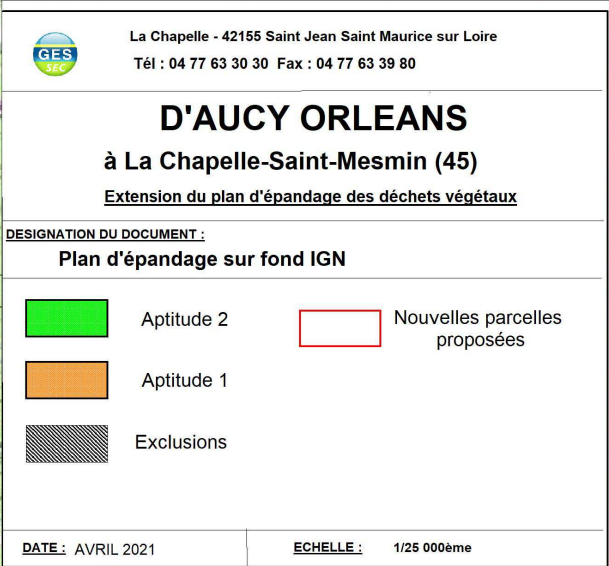 GES
SEC
La Chapelle - 42155 Saint Jean Saint Maurice sur Loire
Tél : 04 77 63 30 30 Fax : 04 77 63 39 80
D'AUCY ORLEANS
à La Chapelle-Saint-Mesmin (45)
Extension du plan d'épandage des déchets végétaux
DESIGNATION DU DOCUMENT :
Plan d'épandage sur fond IGN
Aptitude 2
Nouvelles parcelles
proposées
Aptitude 1
Exclusions
DATE : AVRIL 2021
ECHELLE : 1/25 000ème